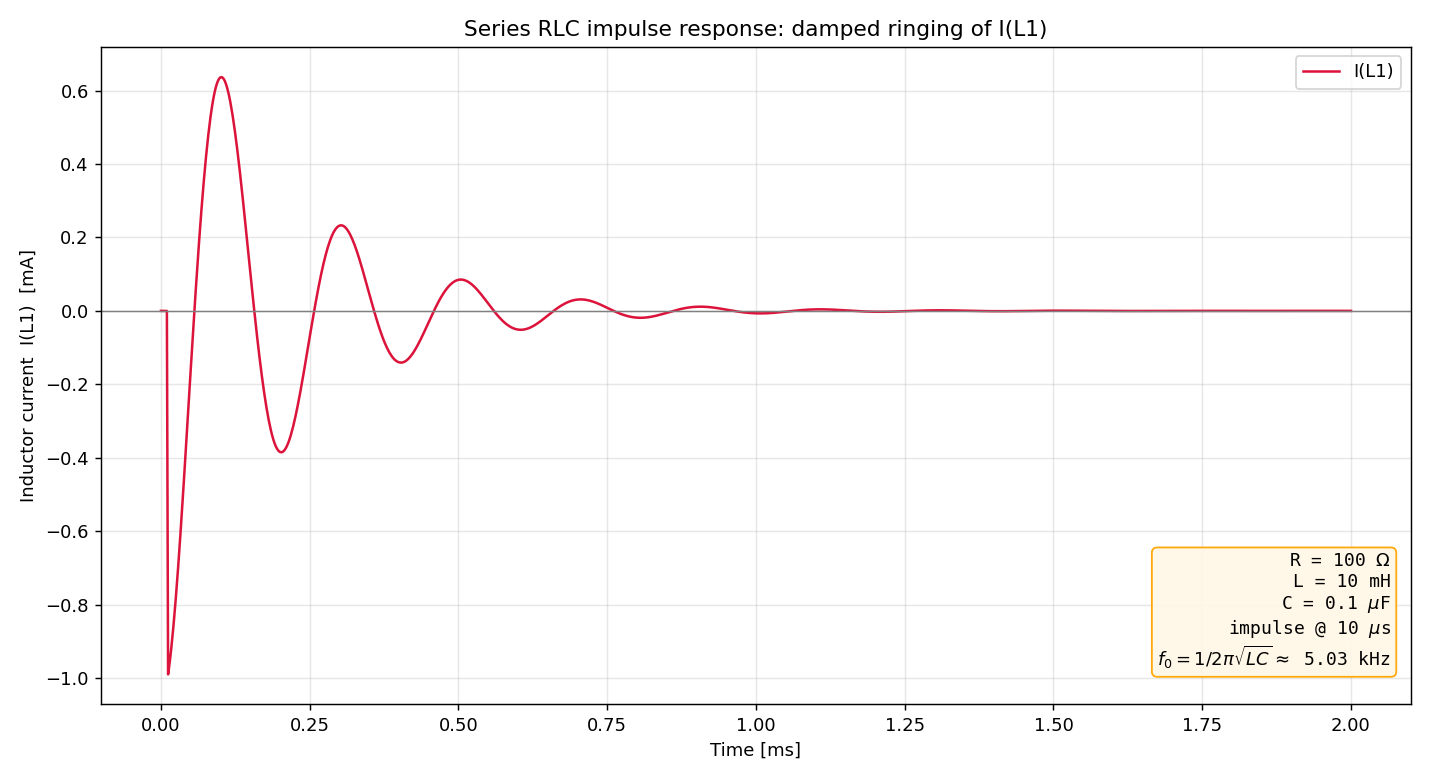 Series RLC impulse response: damped ringing of I(L1)
I(L1)
Inductor current I(L1) [mA]
0.6
0.4
0.2
0.0
−0.2
−0.4
−0.6
−0.8
−1.0
R = 100 Ω
L = 10 mH
C = 0.1 μF
impulse @ 10 μs
f₀ = 1/2π√LC ≈ 5.03 kHz
0.00 0.25 0.50 0.75 1.00 1.25 1.50 1.75 2.00
Time [ms]